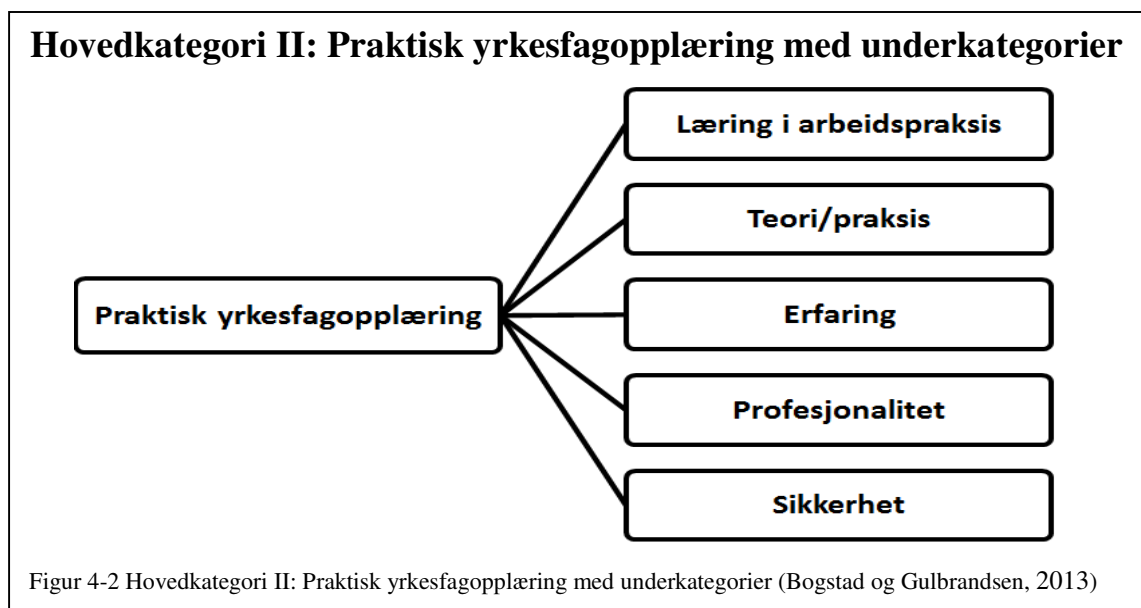 Hovedkategori II: Praktisk yrkesfagopplæring med underkategorier
Læring i arbeidspraksis
Teori/praksis
Praktisk yrkesfagopplæring
Erfaring
Profesjonalitet
Sikkerhet
Figur 4-2 Hovedkategori II: Praktisk yrkesfagopplæring med underkategorier (Bogstad og Gulbrandsen, 2013)